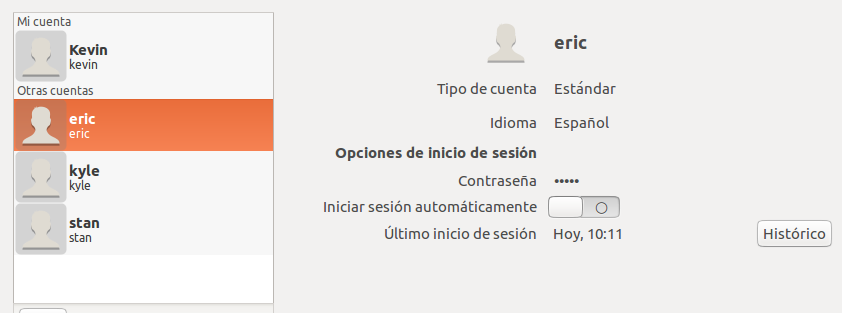 Mi cuenta
Kevin
kevin
Otras cuentas
eric
eric
kyle
kyle
stan
stan
eric
Tipo de cuenta Estándar
Idioma Español
Opciones de inicio de sesión
Contraseña •••••
Iniciar sesión automáticamente
Último inicio de sesión Hoy, 10:11 Histórico